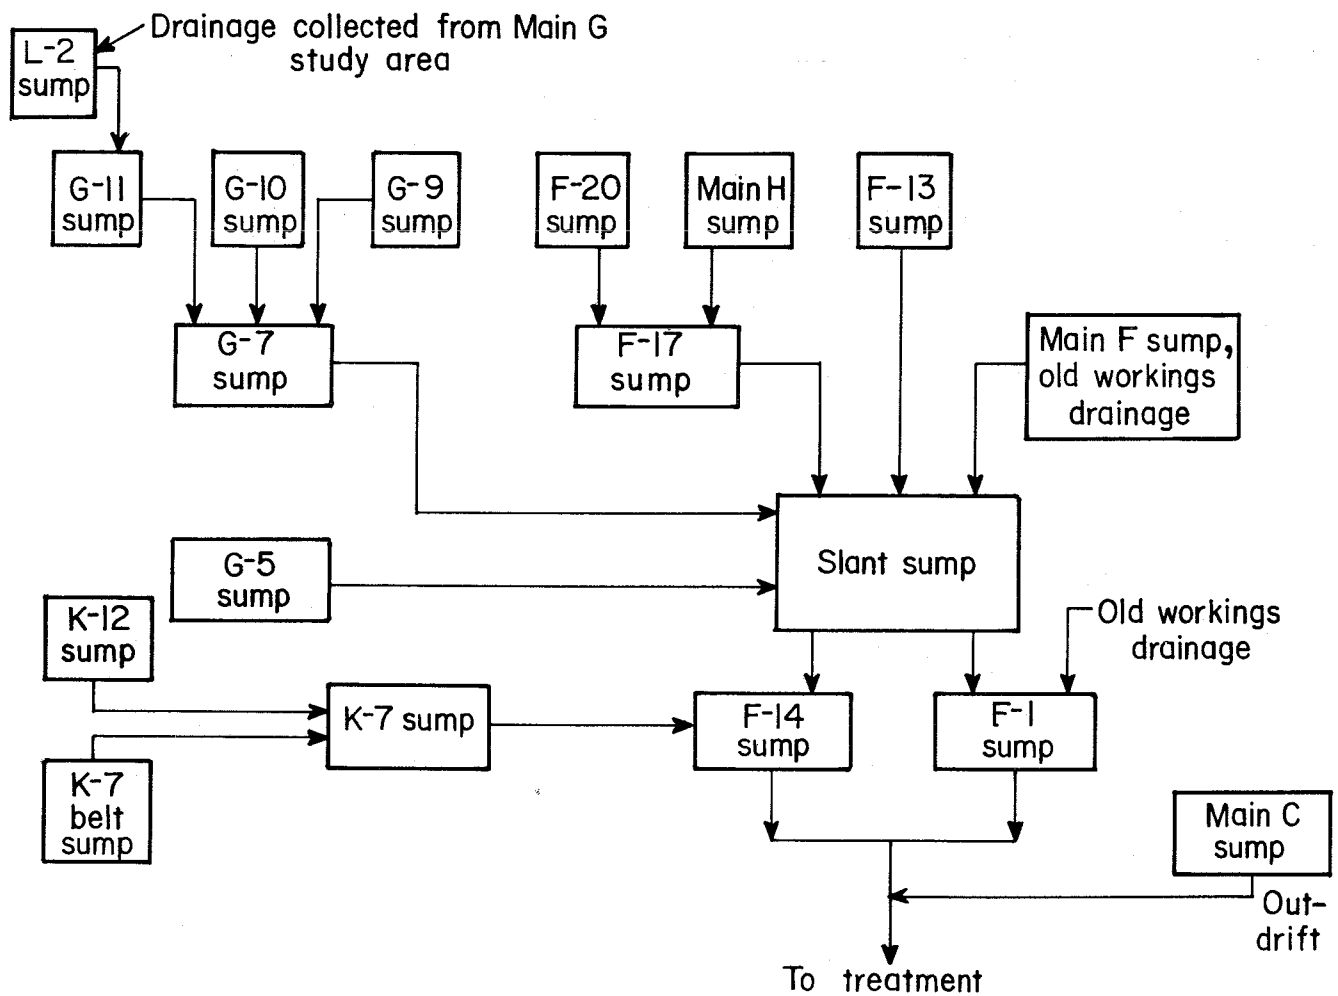 Drainage collected from Main G
study area
L-2
sump
G-11
sump
G-10
sump
G-9
sump
F-20
sump
Main H
sump
F-13
sump
G-7
sump
F-17
sump
Main F sump,
old workings
drainage
Slant sump
G-5
sump
K-12
sump
Old workings
drainage
K-7 sump
F-14
sump
F-1
sump
K-7
belt
sump
Main C
sump
Out-
drift
To treatment